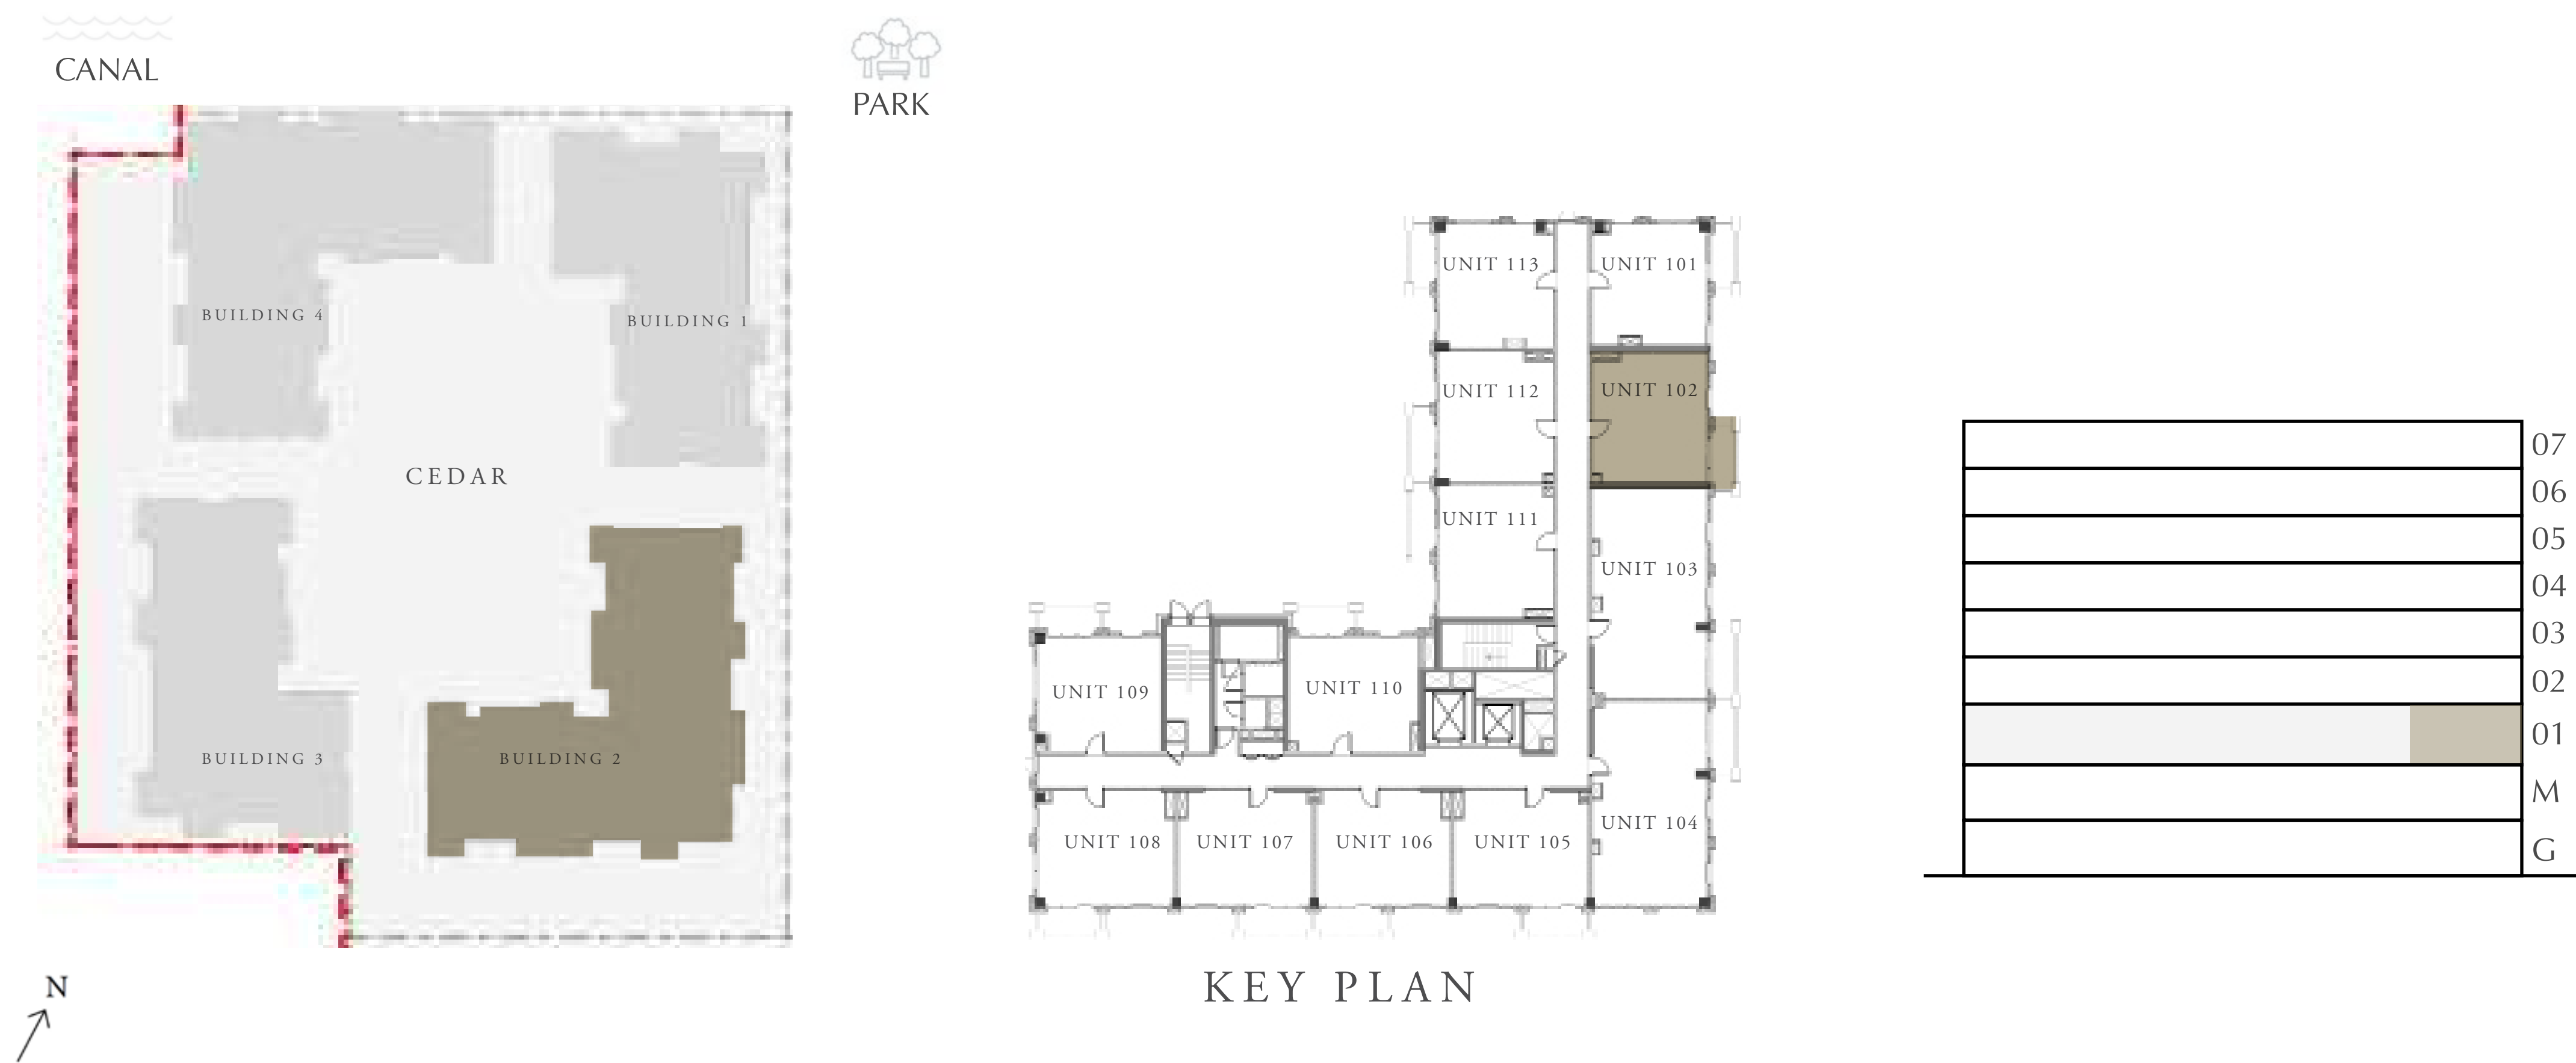 CANAL
PARK
BUILDING 4
BUILDING 1
CEDAR
BUILDING 3
BUILDING 2
N
UNIT 113
UNIT 101
UNIT 112
UNIT 102
UNIT 111
UNIT 103
UNIT 109
UNIT 110
UNIT 108
UNIT 107
UNIT 106
UNIT 105
UNIT 104
KEY PLAN
07
06
05
04
03
02
01
M
G